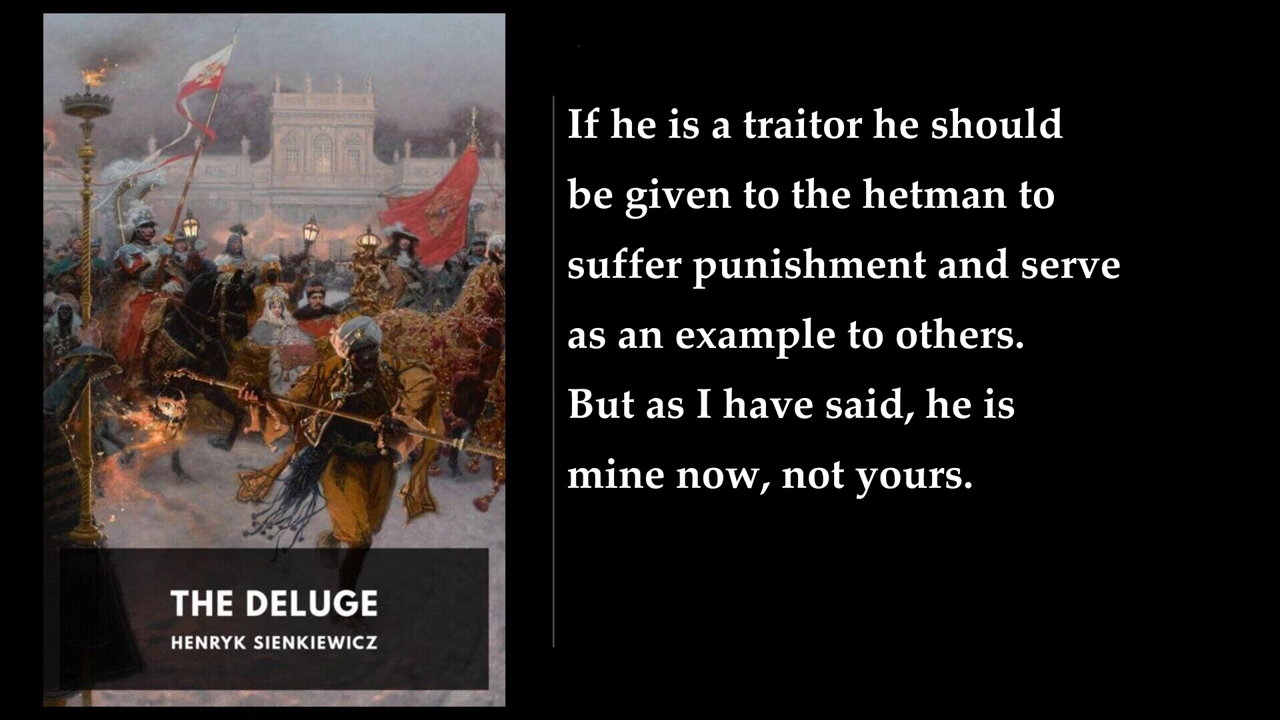 THE DELUGE
HENRYK SIENKIEWICZ
If he is a traitor he should
be given to the hetman to
suffer punishment and serve
as an example to others.
But as I have said, he is
mine now, not yours.